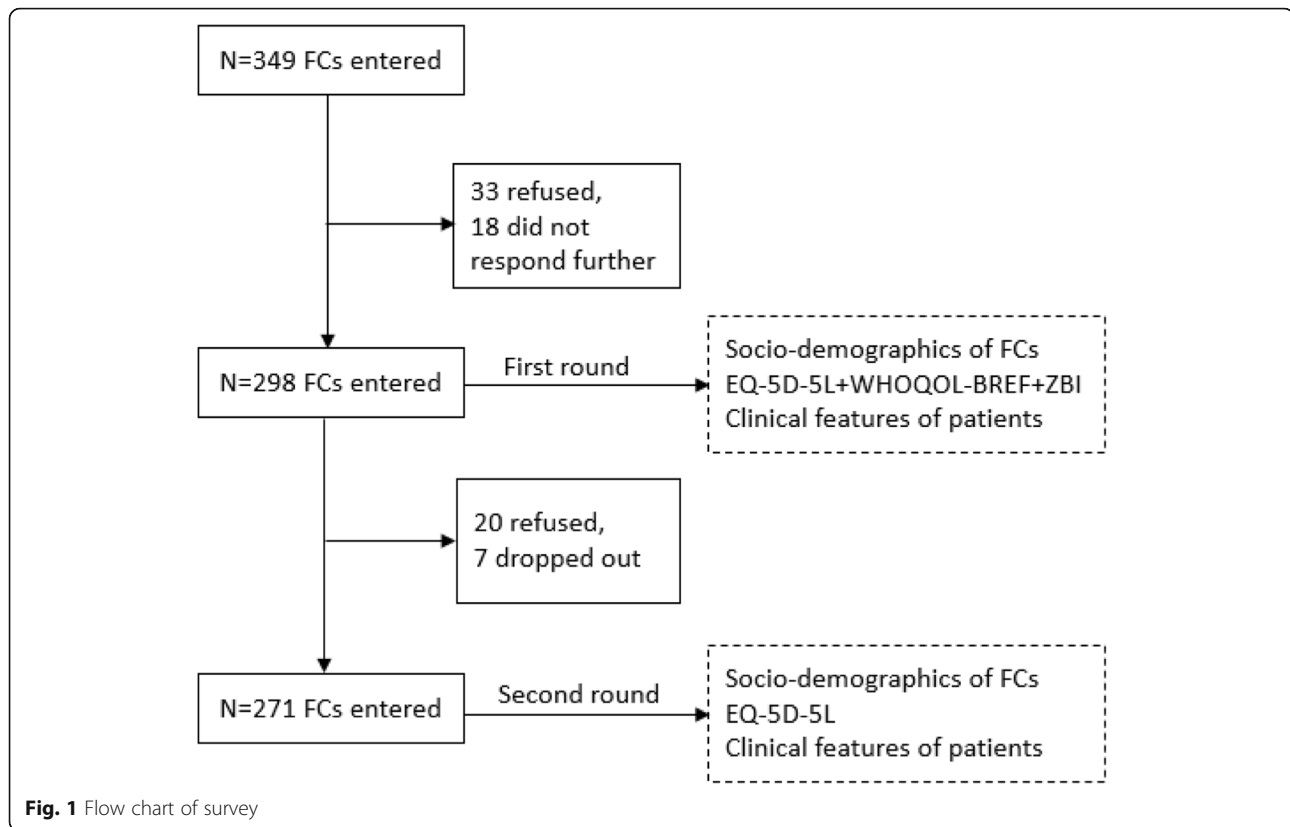 N=349 FCs entered
33 refused,
18 did not
respond further
N=298 FCs entered
First round
Socio-demographics of FCs
EQ-5D-5L+WHOQOL-BREF+ZBI
Clinical features of patients
20 refused,
7 dropped out
N=271 FCs entered
Second round
Socio-demographics of FCs
EQ-5D-5L
Clinical features of patients
Fig. 1 Flow chart of survey